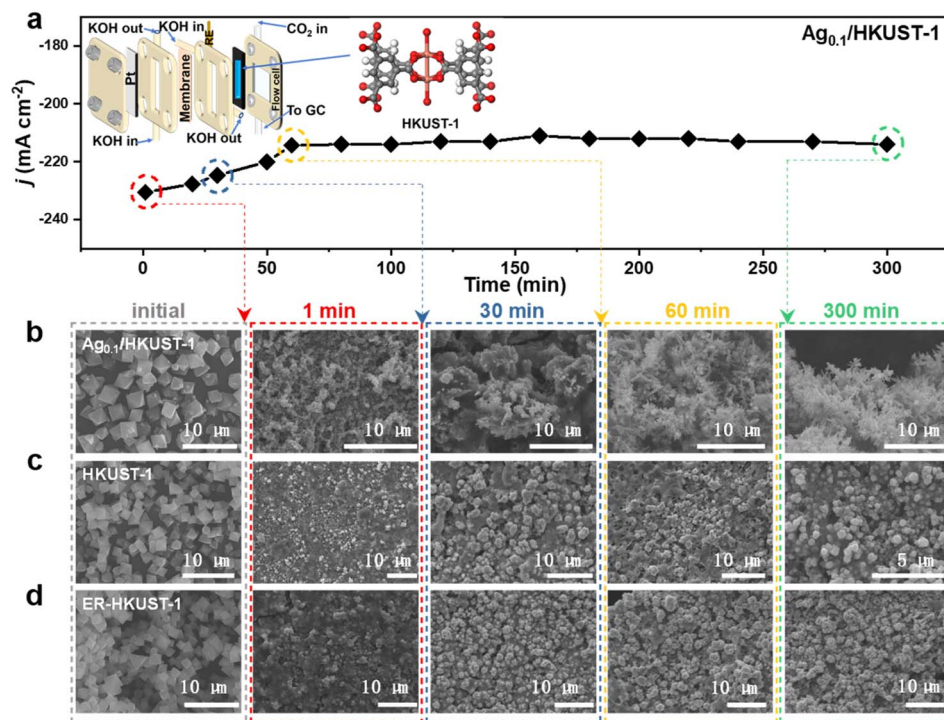 a
Ag0.1/HKUST-1
KOH out
KOH in
RE
CO2 in
Pt
Membrane
Flow cell
To GC
KOH in
KOH out
HKUST-1
j (mA cm-2)
-180
-200
-220
-240
0
50
100
150
200
250
300
Time (min)
initial
1 min
30 min
60 min
300 min
b
Ag0.1/HKUST-1
10 μm
10 μm
10 μm
10 μm
10 μm
c
HKUST-1
10 μm
10 μm
10 μm
10 μm
5 μm
d
ER-HKUST-1
10 μm
10 μm
10 μm
10 μm
10 μm